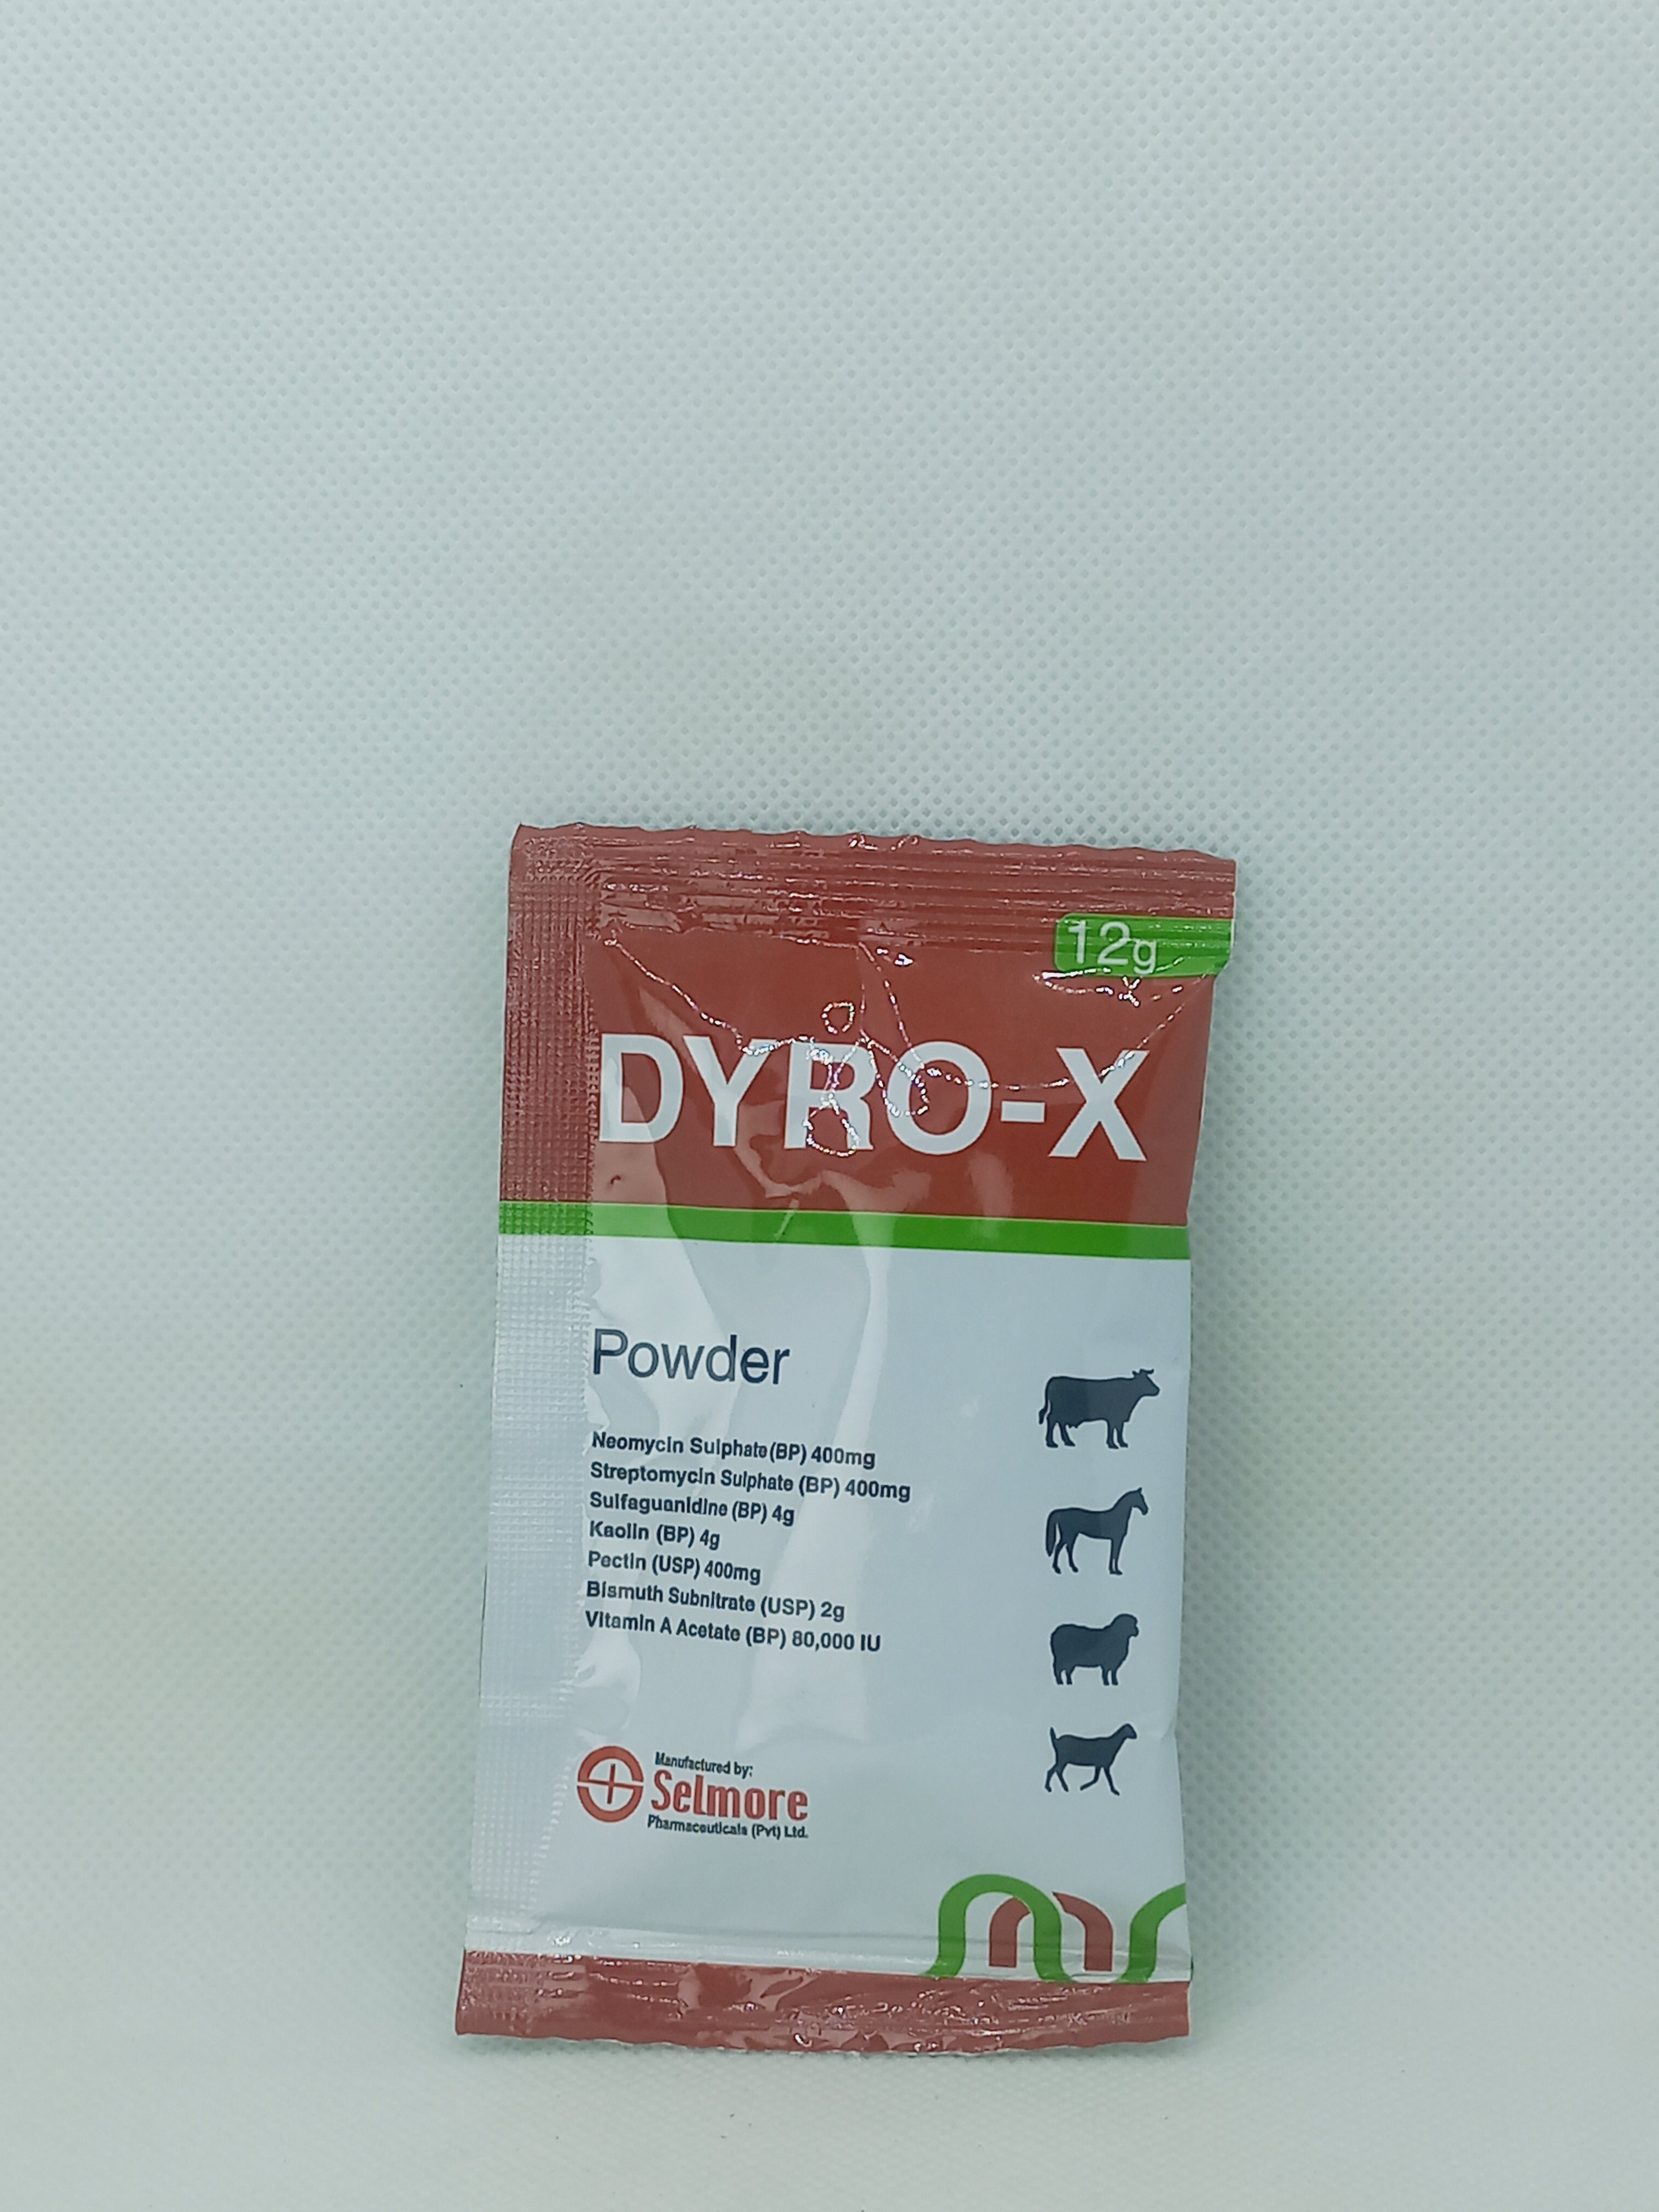 12g
DYRO-X
Powder
Neomycin Sulphate (BP) 400mg
Streptomycin Sulphate (BP) 400mg
Sulfaguanidine (BP) 4g
Kaolin (BP) 4g
Pectin (USP) 400mg
Bismuth Subnitrate (USP) 2g
Vitamin A Acetate (BP) 80,000 IU
Manufactured by:
Selmore
Pharmaceuticals (Pvt) Ltd.